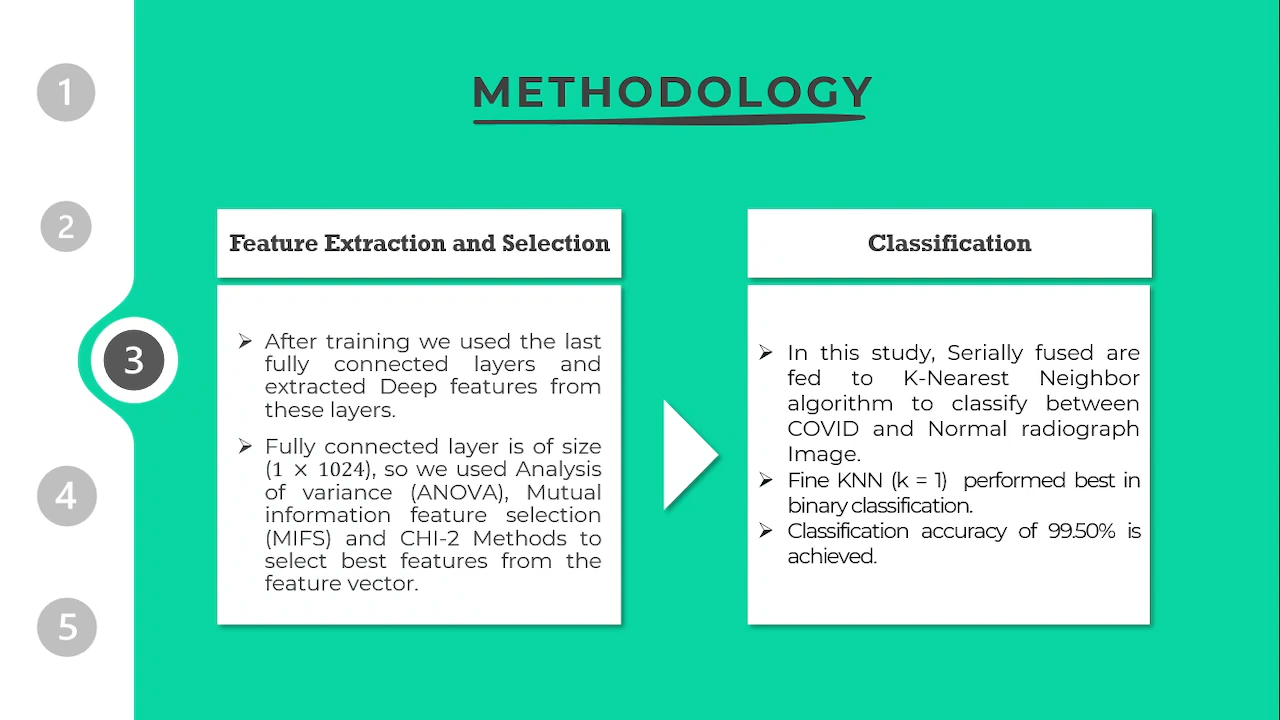 METHODOLOGY
1
2
3
4
5
Feature Extraction and Selection
➢ After training we used the last
fully connected layers and
extracted Deep features from
these layers.
➢ Fully connected layer is of size
(1 × 1024), so we used Analysis
of variance (ANOVA), Mutual
information feature selection
(MIFS) and CHI-2 Methods to
select best features from the
feature vector.
Classification
➢ In this study, Serially fused are
fed to K-Nearest Neighbor
algorithm to classify between
COVID and Normal radiograph
Image.
➢ Fine KNN (k = 1) performed best in
binary classification.
➢ Classification accuracy of 99.50% is
achieved.